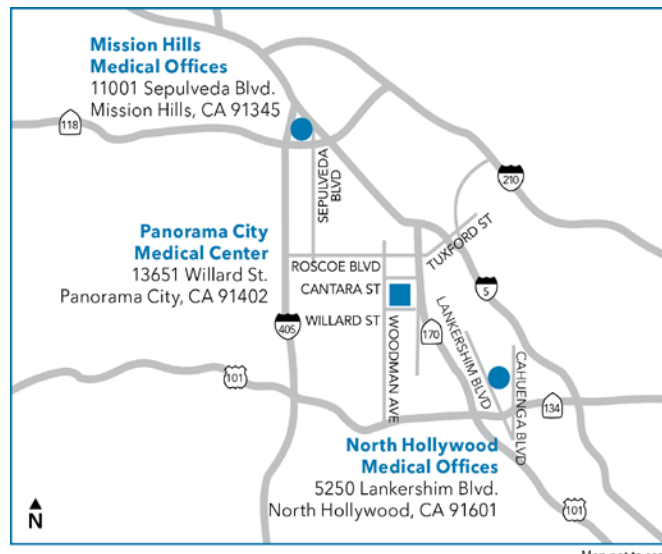 Mission Hills
Medical Offices
11001 Sepulveda Blvd.
Mission Hills, CA 91345
118
SEPULVEDA
BLVD
210
Panorama City
Medical Center
13651 Willard St.
Panorama City, CA 91402
ROSCOE BLVD
TUXFORD ST
CANTARA ST
5
WILLARD ST
405
WOODMAN AVE
170
LANKERSHIM BLVD
CAHUENGA BLVD
101
134
North Hollywood
Medical Offices
5250 Lankershim Blvd.
North Hollywood, CA 91601
101
N